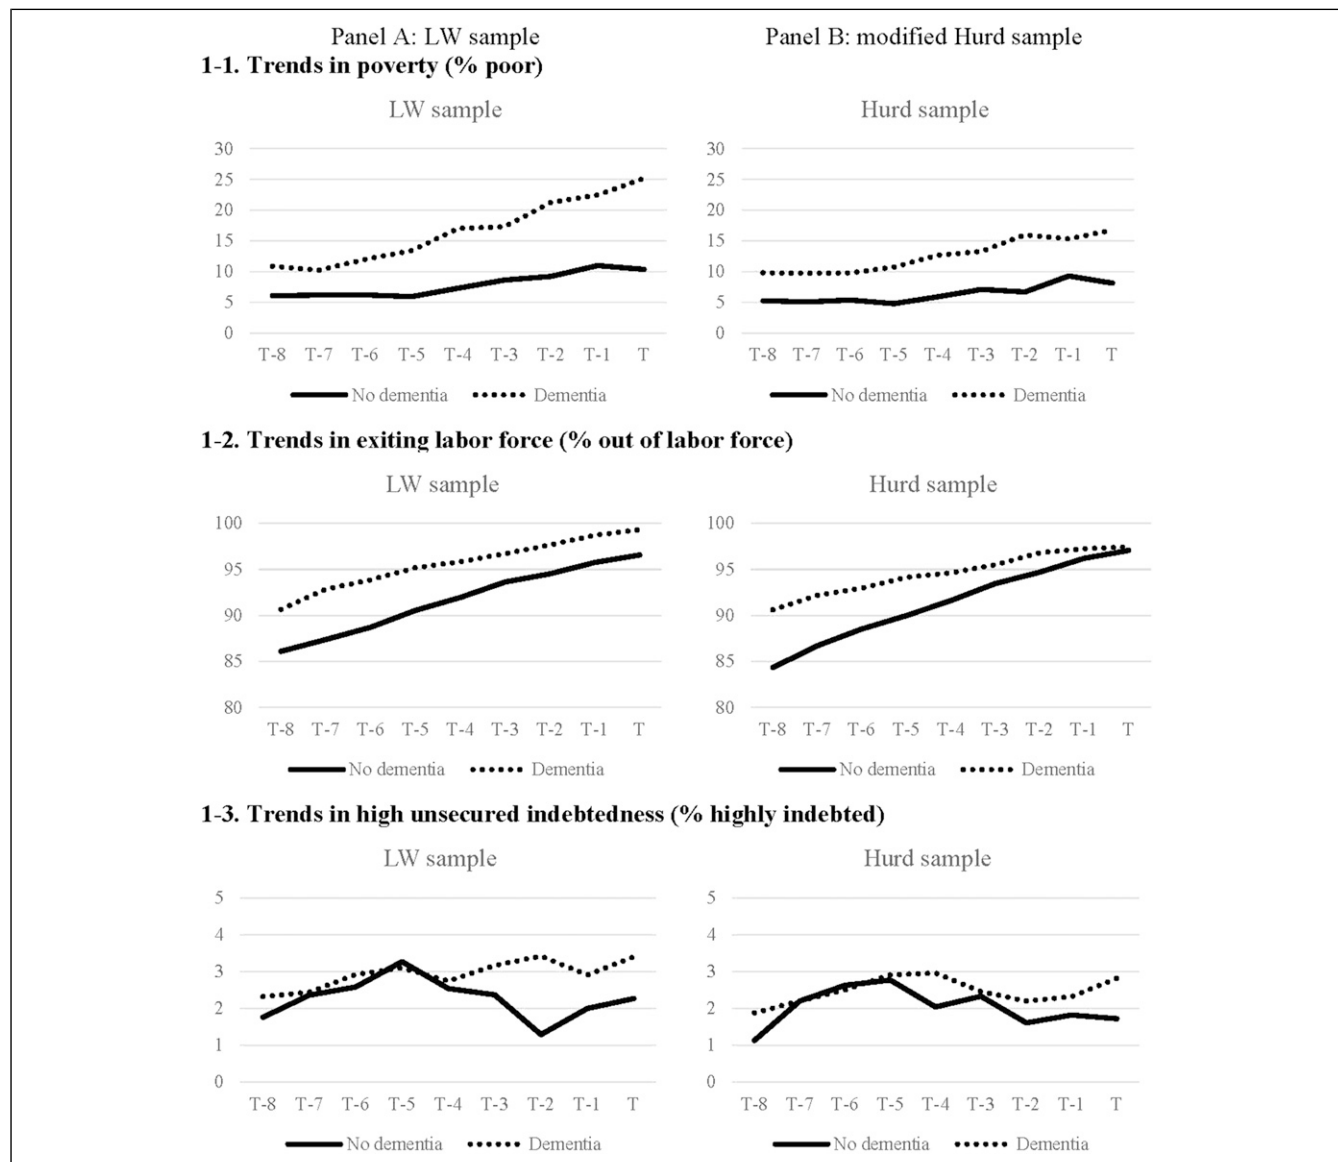 Panel A: LW sample Panel B: modified Hurd sample
1-1. Trends in poverty (% poor)
LW sample Hurd sample
30 30
25 25
20 20
15 15
10 10
5 5
0 0
T-8 T-7 T-6 T-5 T-4 T-3 T-2 T-1 T T-8 T-7 T-6 T-5 T-4 T-3 T-2 T-1 T
No dementia Dementia No dementia Dementia
1-2. Trends in exiting labor force (% out of labor force)
LW sample Hurd sample
100 100
95 95
90 90
85 85
80 80
T-8 T-7 T-6 T-5 T-4 T-3 T-2 T-1 T T-8 T-7 T-6 T-5 T-4 T-3 T-2 T-1 T
No dementia Dementia No dementia Dementia
1-3. Trends in high unsecured indebtedness (% highly indebted)
LW sample Hurd sample
5 5
4 4
3 3
2 2
1 1
0 0
T-8 T-7 T-6 T-5 T-4 T-3 T-2 T-1 T T-8 T-7 T-6 T-5 T-4 T-3 T-2 T-1 T
No dementia Dementia No dementia Dementia